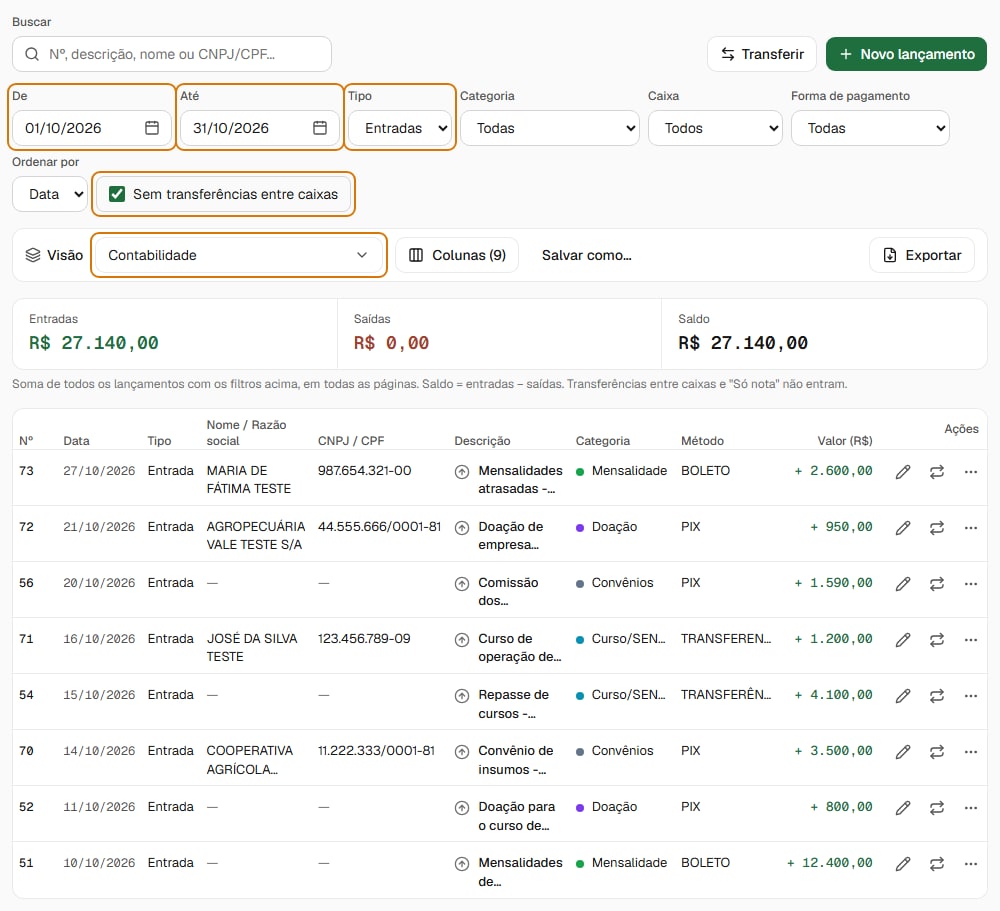 Buscar
Nº, descrição, nome ou CNPJ/CPF...
Transferir
+ Novo lançamento
De
Até
Tipo
Categoria
Caixa
Forma de pagamento
01/10/2026
31/10/2026
Entradas
Todas
Todos
Todas
Ordenar por
Data
Sem transferências entre caixas
Visão
Contabilidade
Colunas (9)
Salvar como...
Exportar
Entradas
R$ 27.140,00
Saídas
R$ 0,00
Saldo
R$ 27.140,00
Soma de todos os lançamentos com os filtros acima, em todas as páginas. Saldo = entradas − saídas. Transferências entre caixas e "Só nota" não entram.
Nº Data Tipo Nome / Razão social CNPJ / CPF Descrição Categoria Método Valor (R$) Ações
73 27/10/2026 Entrada MARIA DE 987.654.321-00 Mensalidades Mensalidade BOLETO + 2.600,00
FÁTIMA TESTE atrasadas -...
72 21/10/2026 Entrada AGROPECUÁRIA 44.555.666/0001-81 Doação de Doação PIX + 950,00
VALE TESTE S/A empresa...
56 20/10/2026 Entrada — — Comissão Convênios PIX + 1.590,00
dos...
71 16/10/2026 Entrada JOSÉ DA SILVA 123.456.789-09 Curso de Curso/SEN... TRANSFEREN... + 1.200,00
TESTE operação de...
54 15/10/2026 Entrada — — Repasse de Curso/SEN... TRANSFERÊN... + 4.100,00
cursos -...
70 14/10/2026 Entrada COOPERATIVA 11.222.333/0001-81 Convênio de Convênios PIX + 3.500,00
AGRÍCOLA... insumos -...
52 11/10/2026 Entrada — — Doação para Doação PIX + 800,00
o curso de...
51 10/10/2026 Entrada — — Mensalidades Mensalidade BOLETO + 12.400,00
de...